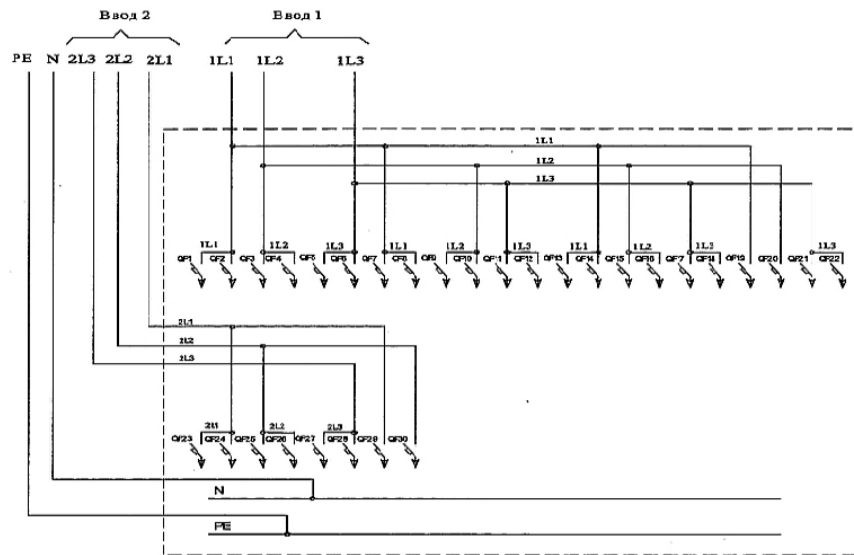 Ввод 2 Ввод 1
PE N 2L3 2L2 2L1 1L1 1L2 1L3
1L1
1L2
1L3
1L1 1L2 1L3 1L1 1L2 1L3 1L1 1L2 1L3 1L3
QF1 QF2 QF3 QF4 QF5 QF6 QF7 QF8 QF9 QF10 QF12 QF13 QF14 QF15 QF16 QF19 QF20 QF21 QF22
2L1
2L2
2L3
2L1 2L2 2L3
QF23 QF24 QF25 QF26 QF27 QF28 QF29 QF30
N
PE